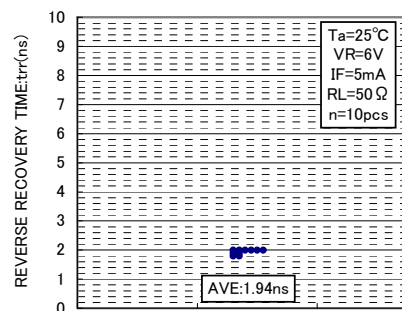 REVERSE RECOVERY TIME:trr(ns)
10
9
8
7
6
5
4
3
2
1
0
Ta=25℃
VR=6V
IF=5mA
RL=50Ω
n=10pcs
AVE:1.94ns